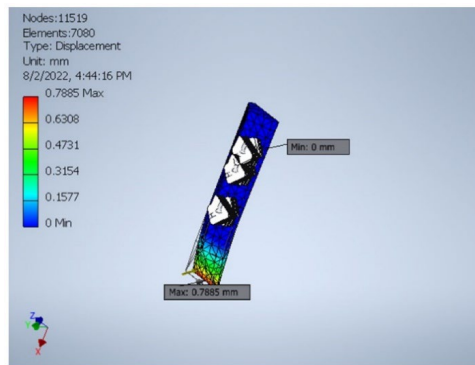 Nodes:11519
Elements:7080
Type: Displacement
Unit: mm
8/2/2022, 4:44:16 PM
0.7885 Max
0.6308
0.4731
0.3154
0.1577
0 Min
Min: 0 mm
Max: 0.7885 mm
Z
Y
X